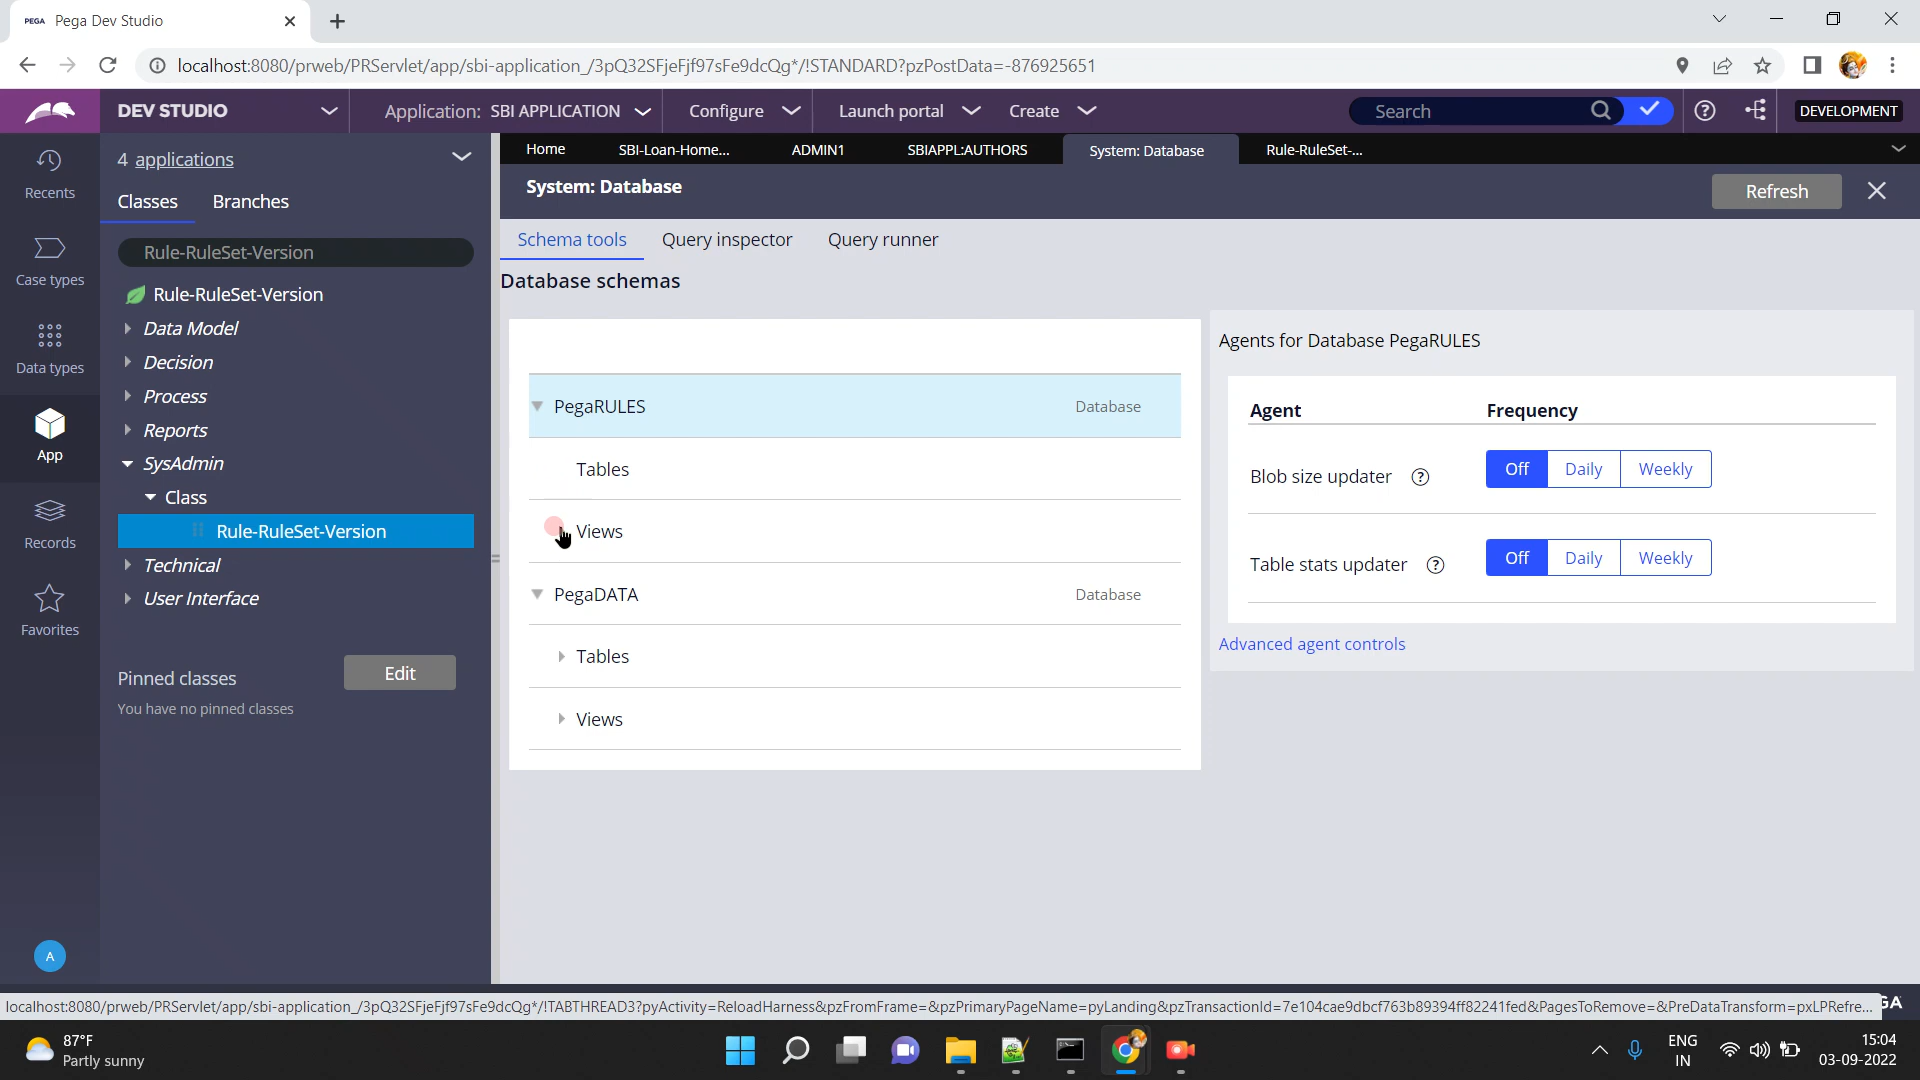 PEGA Pega Dev Studio
localhost:8080/prweb/PRServlet/app/sbi-application_/3pQ32SFjeFjf97sFe9dcQg*/!STANDARD?pzPostData=-876925651
DEV STUDIO
Application: SBI APPLICATION
Configure
Launch portal
Create
Search
DEVELOPMENT
Recents
Case types
Data types
App
Records
Favorites
A
4 applications
Classes
Branches
Rule-RuleSet-Version
Rule-RuleSet-Version
Data Model
Decision
Process
Reports
SysAdmin
Class
Rule-RuleSet-Version
Technical
User Interface
Pinned classes
Edit
You have no pinned classes
Home
SBI-Loan-Home...
ADMIN1
SBIAPPL:AUTHORS
System: Database
Rule-RuleSet-...
System: Database
Refresh
Schema tools
Query inspector
Query runner
Database schemas
PegaRULES
Database
Tables
Views
PegaDATA
Database
Tables
Views
Agents for Database PegaRULES
Agent
Frequency
Blob size updater
Off
Daily
Weekly
Table stats updater
Off
Daily
Weekly
Advanced agent controls
localhost:8080/prweb/PRServlet/app/sbi-application_/3pQ32SFjeFjf97sFe9dcQg*/!TABTHREAD3?pyActivity=ReloadHarness&pzFromFrame=&pzPrimaryPageName=pyLanding&pzTransactionId=7e104cae9dbcf763b89394ff82241fed&PagesToRemove=&PreDataTransform=pxLPRefre...
GA
87°F
Partly sunny
ENG
IN
15:04
03-09-2022